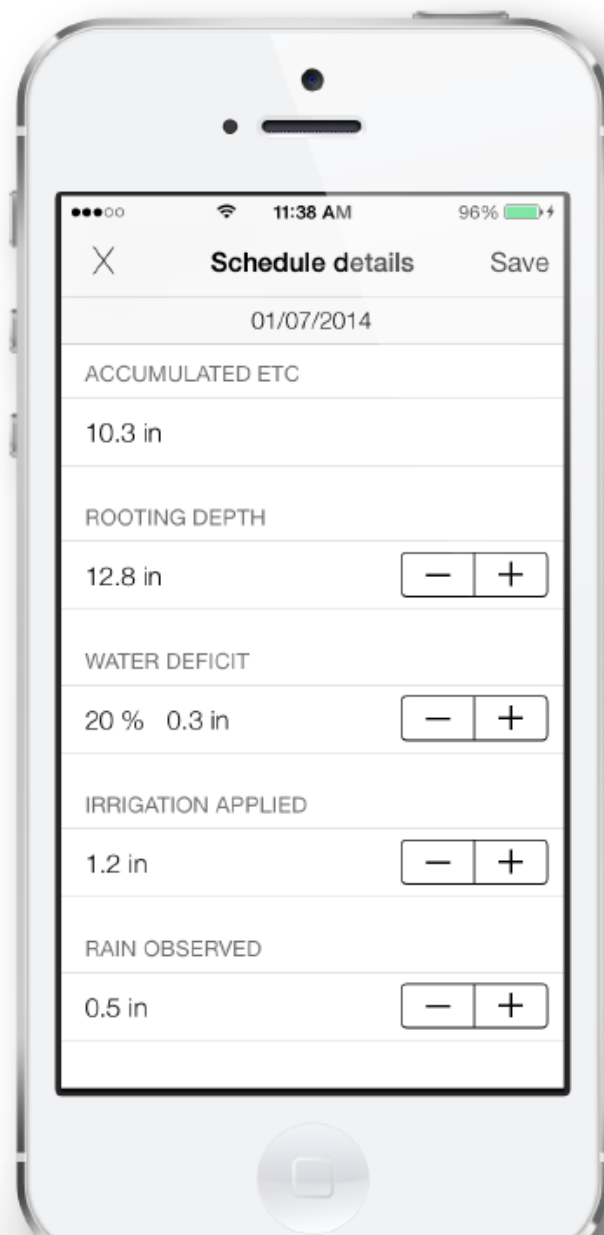 11:38 AM
96%
Schedule details
Save
01/07/2014
ACCUMULATED ETC
10.3 in
ROOTING DEPTH
12.8 in
WATER DEFICIT
20 % 0.3 in
IRRIGATION APPLIED
1.2 in
RAIN OBSERVED
0.5 in